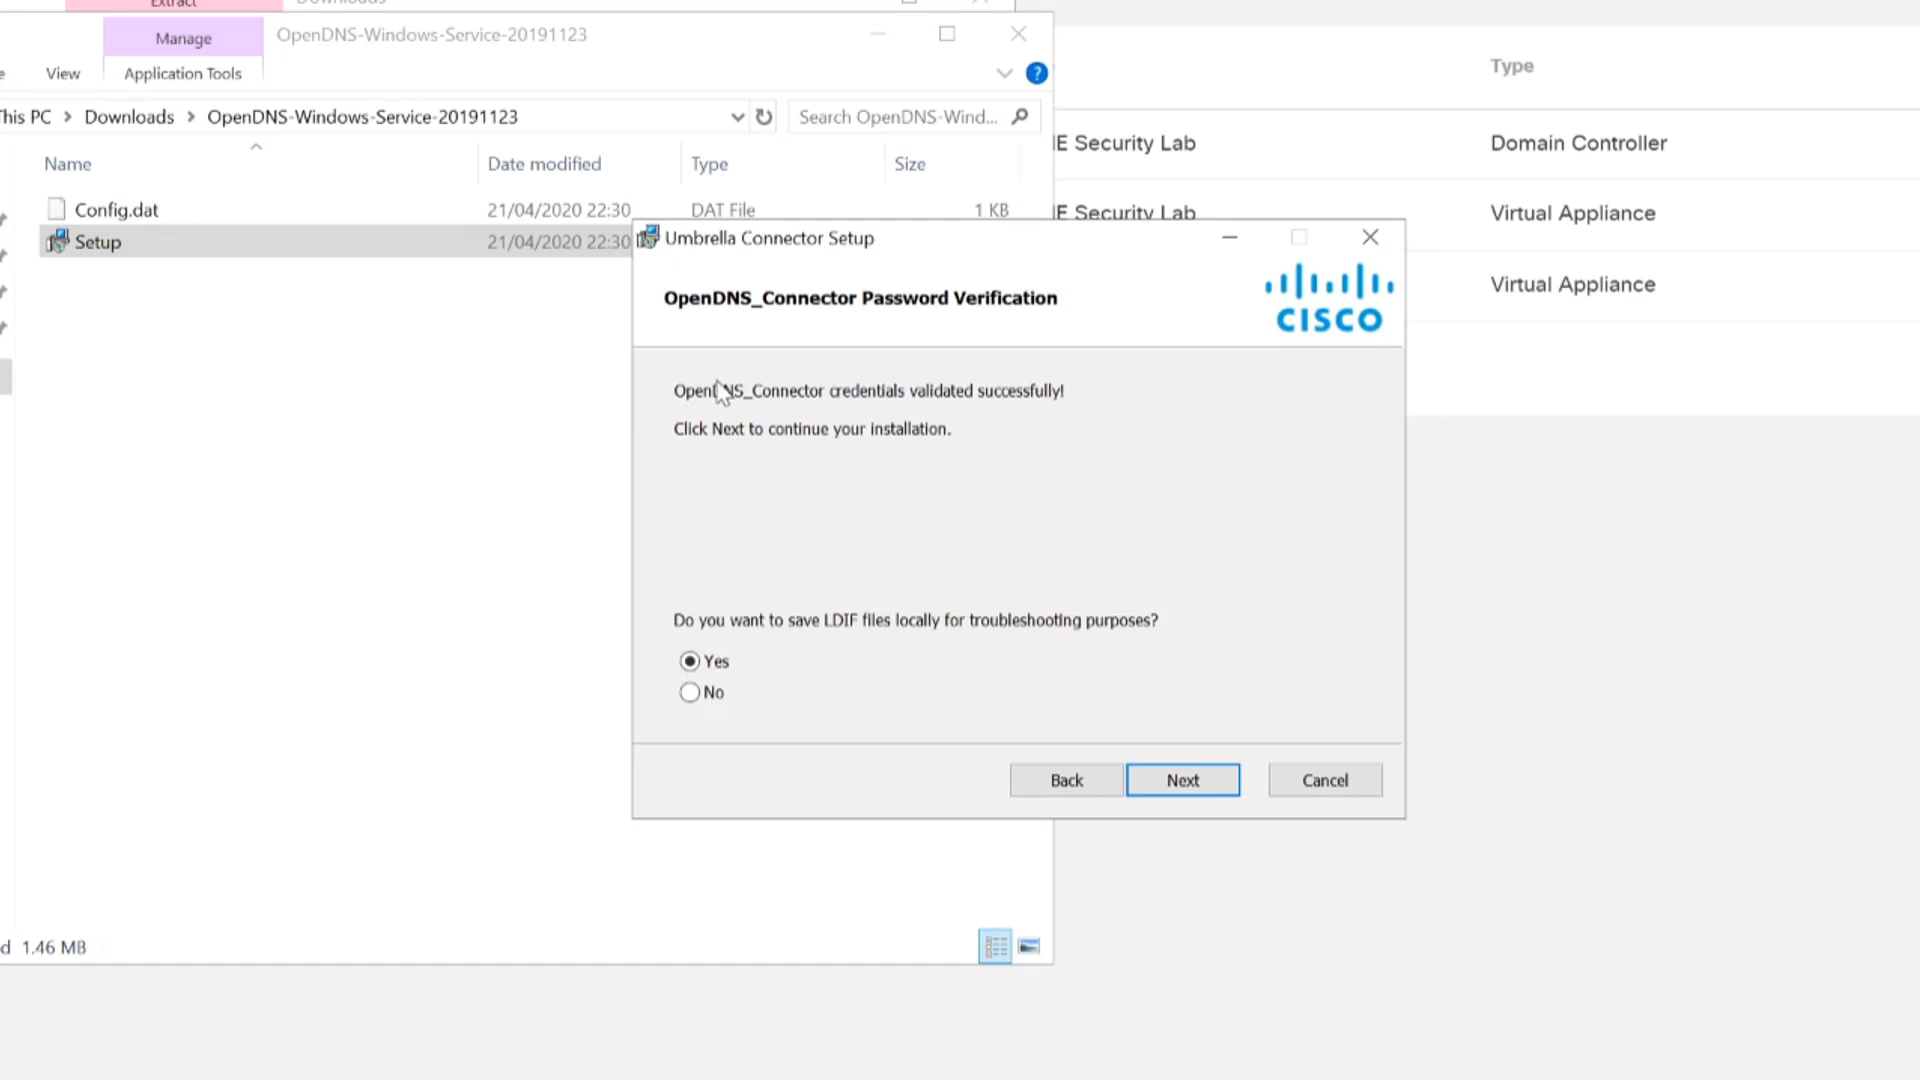 Extract
Downloads
Manage
OpenDNS-Windows-Service-20191123
View
Application Tools
?
This PC > Downloads > OpenDNS-Windows-Service-20191123
Search OpenDNS-Wind...
Name
Date modified
Type
Size
Config.dat
21/04/2020 22:30
DAT File
1 KB
Setup
21/04/2020 22:30
Type
E Security Lab
Domain Controller
E Security Lab
Virtual Appliance
Virtual Appliance
Umbrella Connector Setup
OpenDNS_Connector Password Verification
CISCO
OpenDNS_Connector credentials validated successfully!
Click Next to continue your installation.
Do you want to save LDIF files locally for troubleshooting purposes?
Yes
No
Back
Next
Cancel
d 1.46 MB